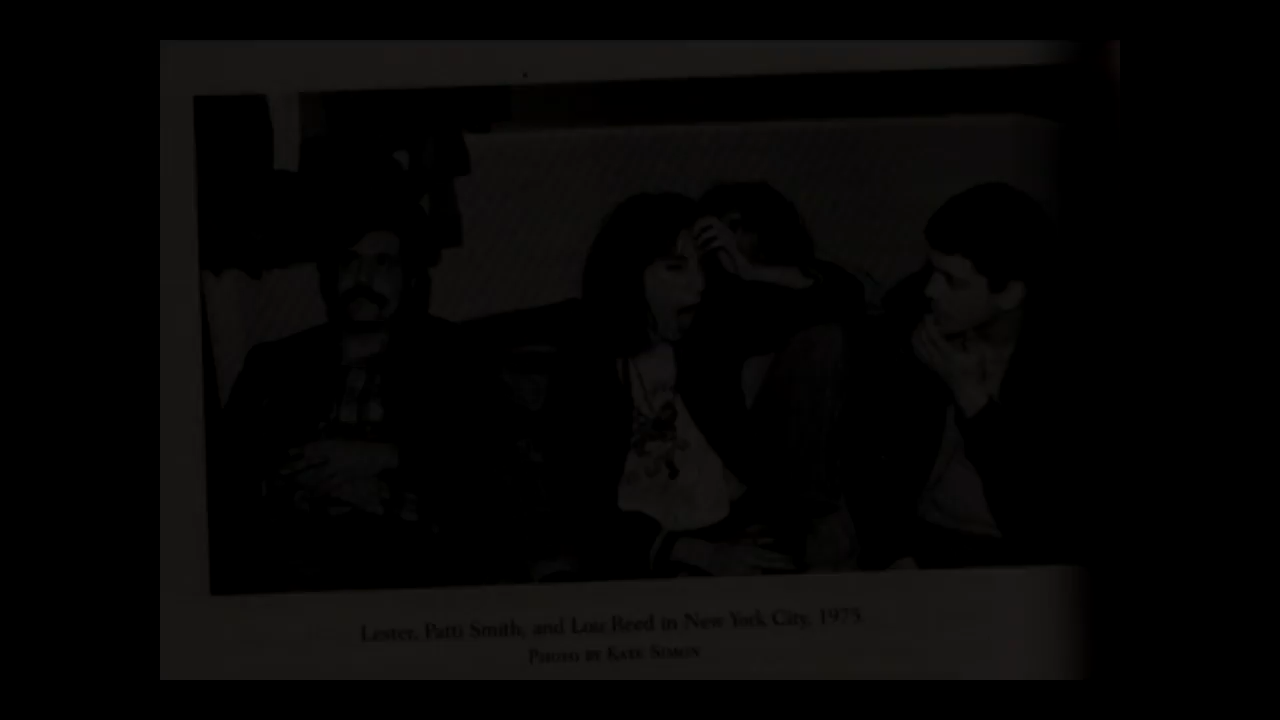 Lester, Patti Smith, and Lou Reed in New York City, 1975
PHOTO BY KATE SIMON